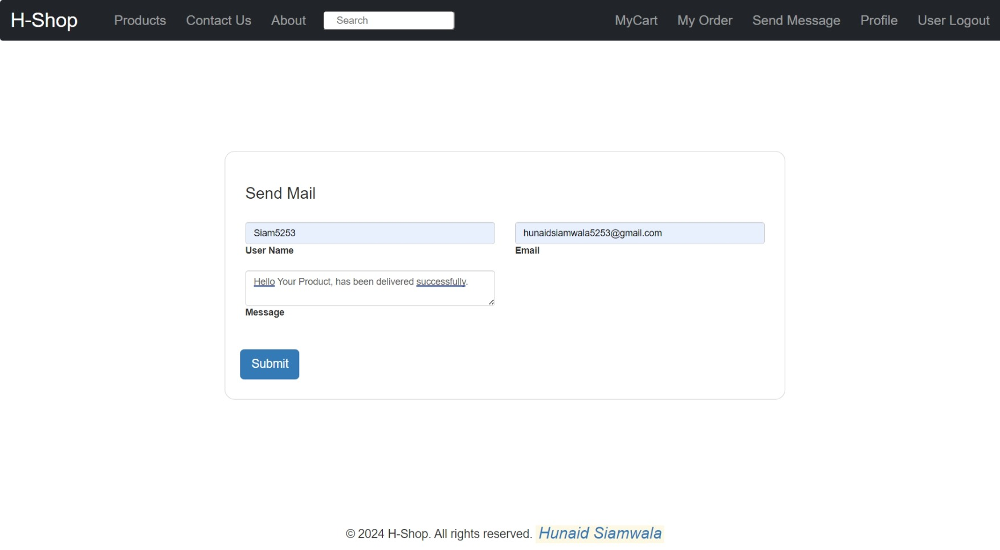 H-Shop Products Contact Us About Search MyCart My Order Send Message Profile User Logout
Send Mail
Siam5253 hunaidsiamwala5253@gmail.com
User Name Email
Hello Your Product, has been delivered successfully.
Message
Submit
© 2024 H-Shop. All rights reserved. Hunaid Siamwala